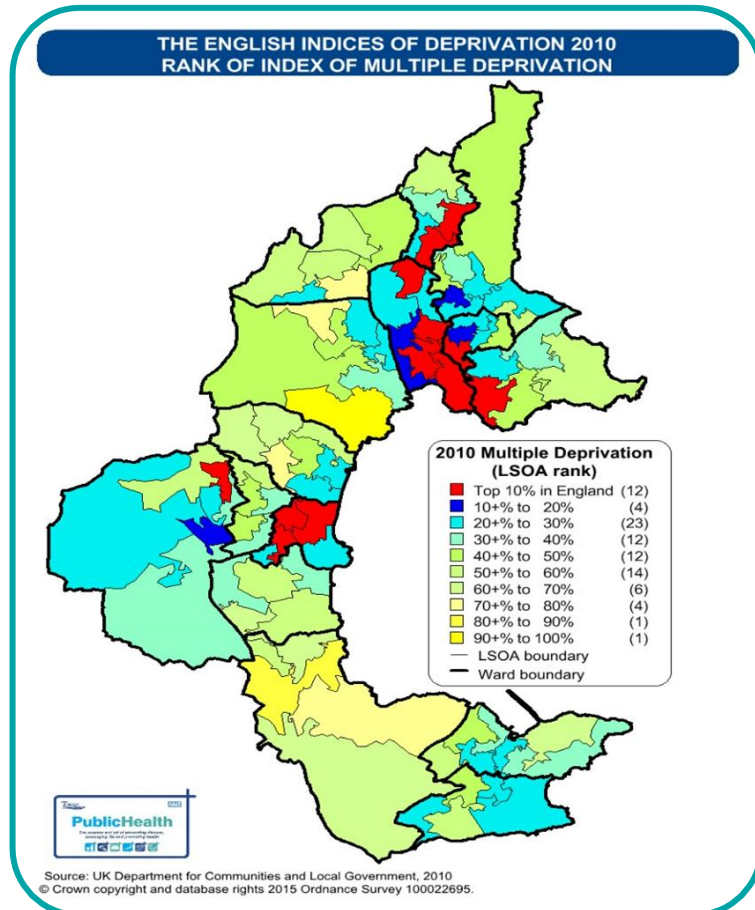 THE ENGLISH INDICES OF DEPRIVATION 2010
RANK OF INDEX OF MULTIPLE DEPRIVATION
2010 Multiple Deprivation
(LSOA rank)
Top 10% in England (12)
10+% to 20% (4)
20+% to 30% (23)
30+% to 40% (12)
40+% to 50% (12)
50+% to 60% (14)
60+% to 70% (6)
70+% to 80% (4)
80+% to 90% (1)
90+% to 100% (1)
LSOA boundary
Ward boundary
PublicHealth
Source: UK Department for Communities and Local Government, 2010
© Crown copyright and database rights 2015 Ordnance Survey 100022695.